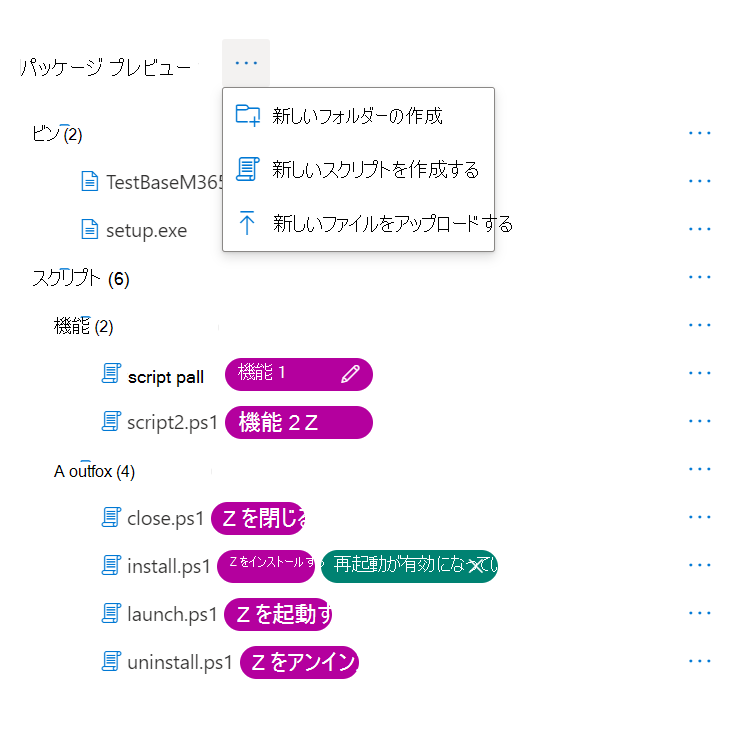 パッケージ プレビュー ...
新しいフォルダーの作成
ビン (2) ...
新しいスクリプトを作成する
TestBaseM365 ...
新しいファイルをアップロードする
setup.exe ...
スクリプト (6) ...
機能 (2) ...
script pall 機能 1 ...
script2.ps1 機能 2 Z ...
A outfox (4) ...
close.ps1 Z を閉じる ...
install.ps1 Z をインストールする 再起動が有効になってい ...
launch.ps1 Z を起動す ...
uninstall.ps1 Z をアンイン ...